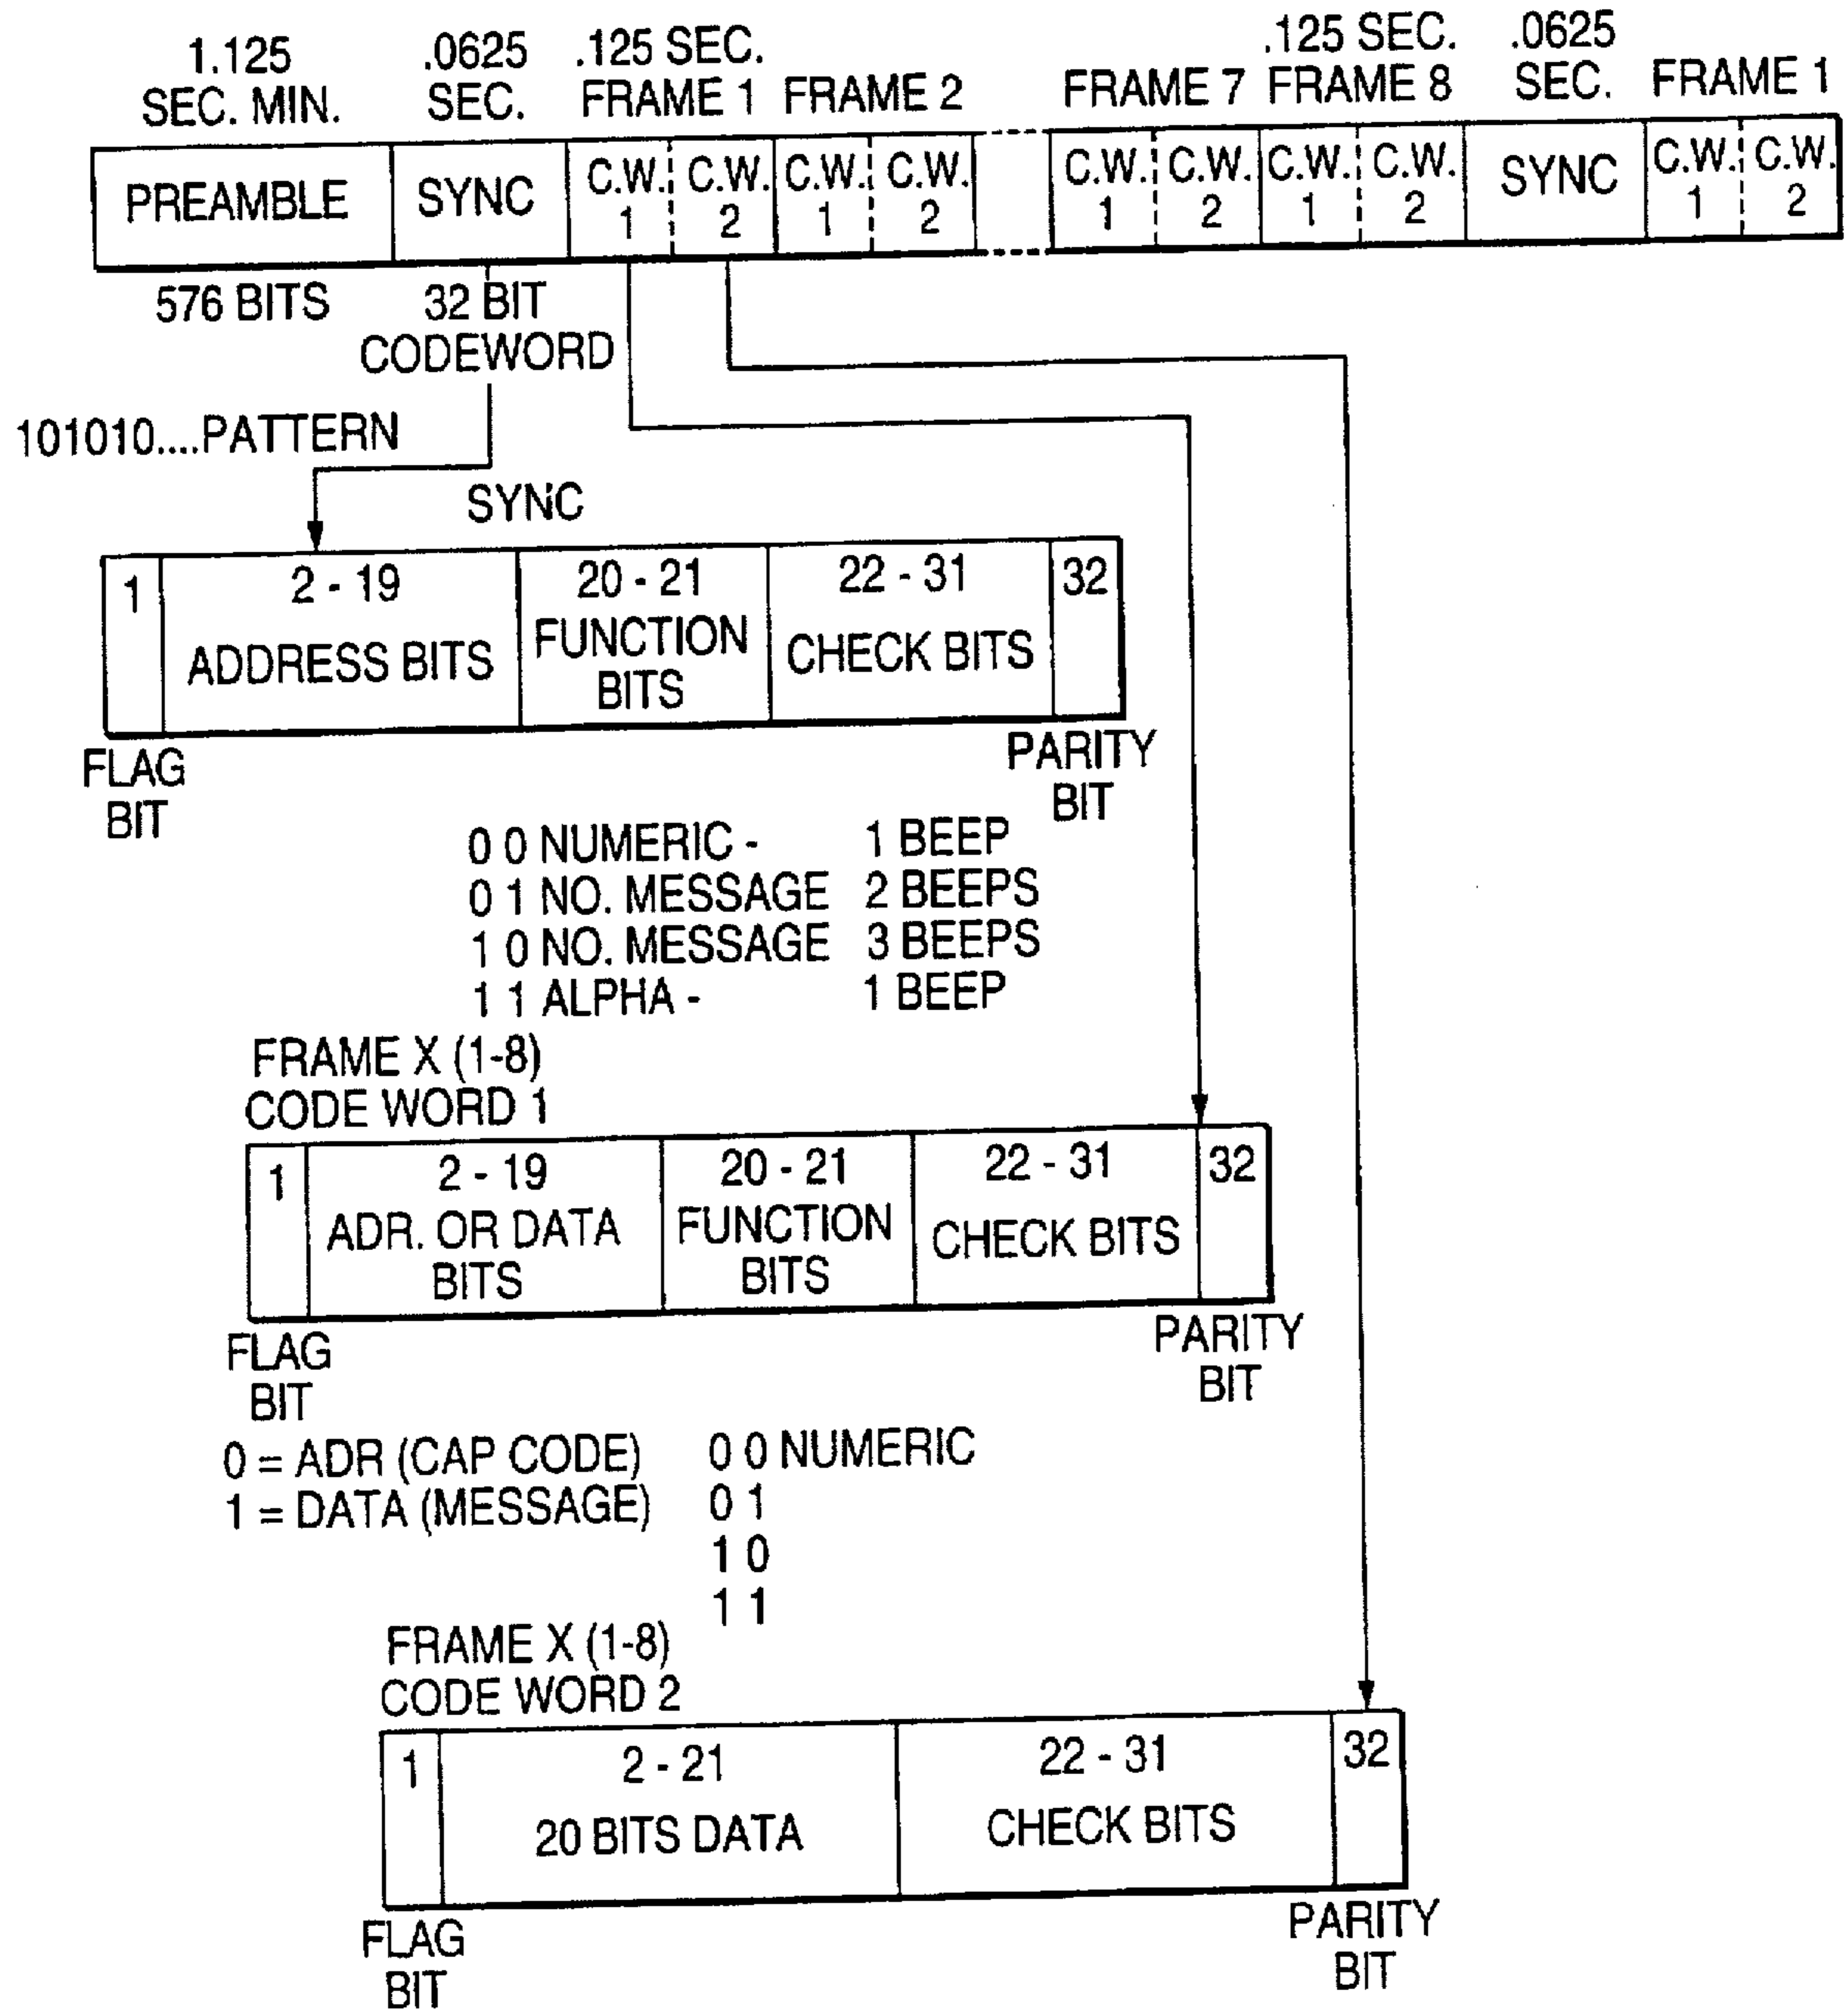 1.125 SEC. MIN.
.0625 SEC.
.125 SEC. FRAME 1
FRAME 2
FRAME 7
.125 SEC. FRAME 8
.0625 SEC.
FRAME 1
PREAMBLE
SYNC
C.W. 1
C.W. 2
C.W. 1
C.W. 2
C.W. 1
C.W. 2
C.W. 1
C.W. 2
SYNC
C.W. 1
C.W. 2
576 BITS
32 BIT
CODEWORD
101010....PATTERN
SYNC
1
2 - 19
ADDRESS BITS
20 - 21
FUNCTION
BITS
22 - 31
CHECK BITS
32
FLAG
BIT
PARITY
BIT
0 0 NUMERIC - 1 BEEP
0 1 NO. MESSAGE 2 BEEPS
1 0 NO. MESSAGE 3 BEEPS
1 1 ALPHA - 1 BEEP
FRAME X (1-8)
CODE WORD 1
1
2 - 19
ADR. OR DATA
BITS
20 - 21
FUNCTION
BITS
22 - 31
CHECK BITS
32
FLAG
BIT
PARITY
BIT
0 = ADR (CAP CODE) 0 0 NUMERIC
1 = DATA (MESSAGE) 0 1
1 0
1 1
FRAME X (1-8)
CODE WORD 2
1
2 - 21
20 BITS DATA
22 - 31
CHECK BITS
32
FLAG
BIT
PARITY
BIT